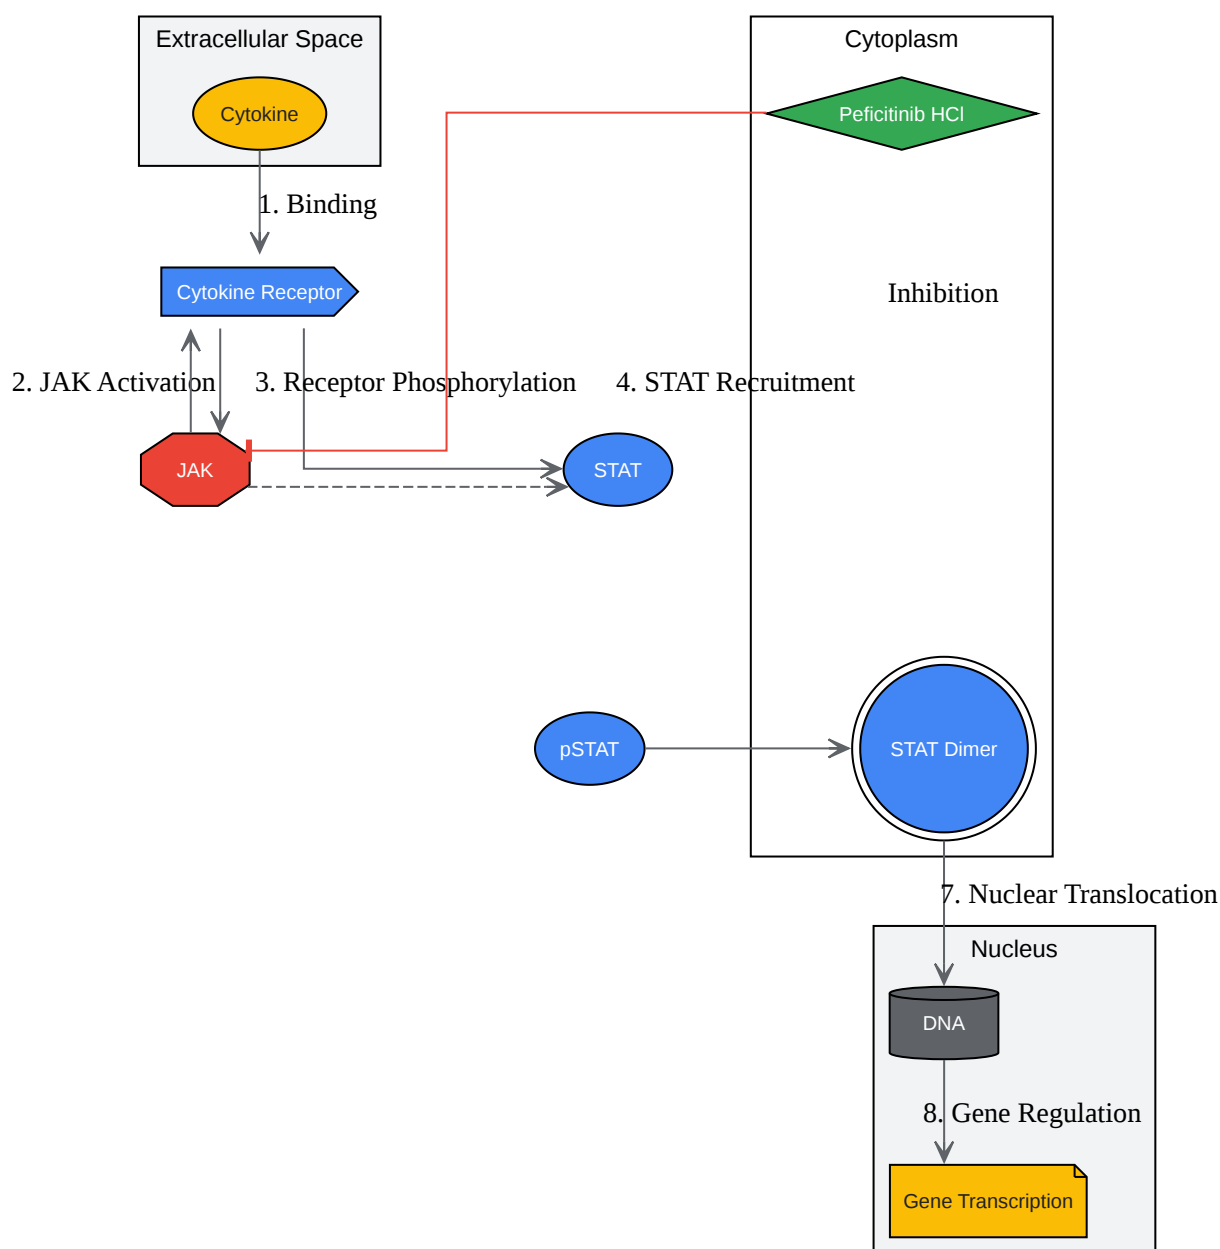 Extracellular Space
Cytoplasm
Cytokine
Peficitinib HCl
1. Binding
Cytokine Receptor
Inhibition
2. JAK Activation
3. Receptor Phosphorylation
4. STAT Recruitment
JAK
STAT
pSTAT
STAT Dimer
7. Nuclear Translocation
Nucleus
DNA
8. Gene Regulation
Gene Transcription